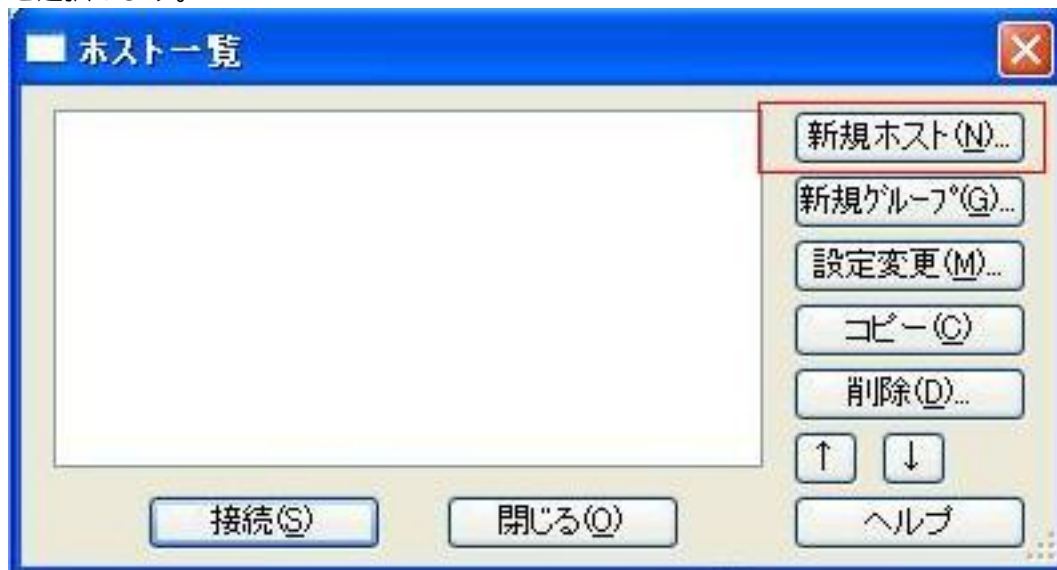 を選択します。
ホスト一覧
新規ホスト(N)...
新規グループ(G)...
設定変更(M)...
コピー(C)
削除(D)...
↑ ↓
接続(S) 閉じる(O) ヘルプ